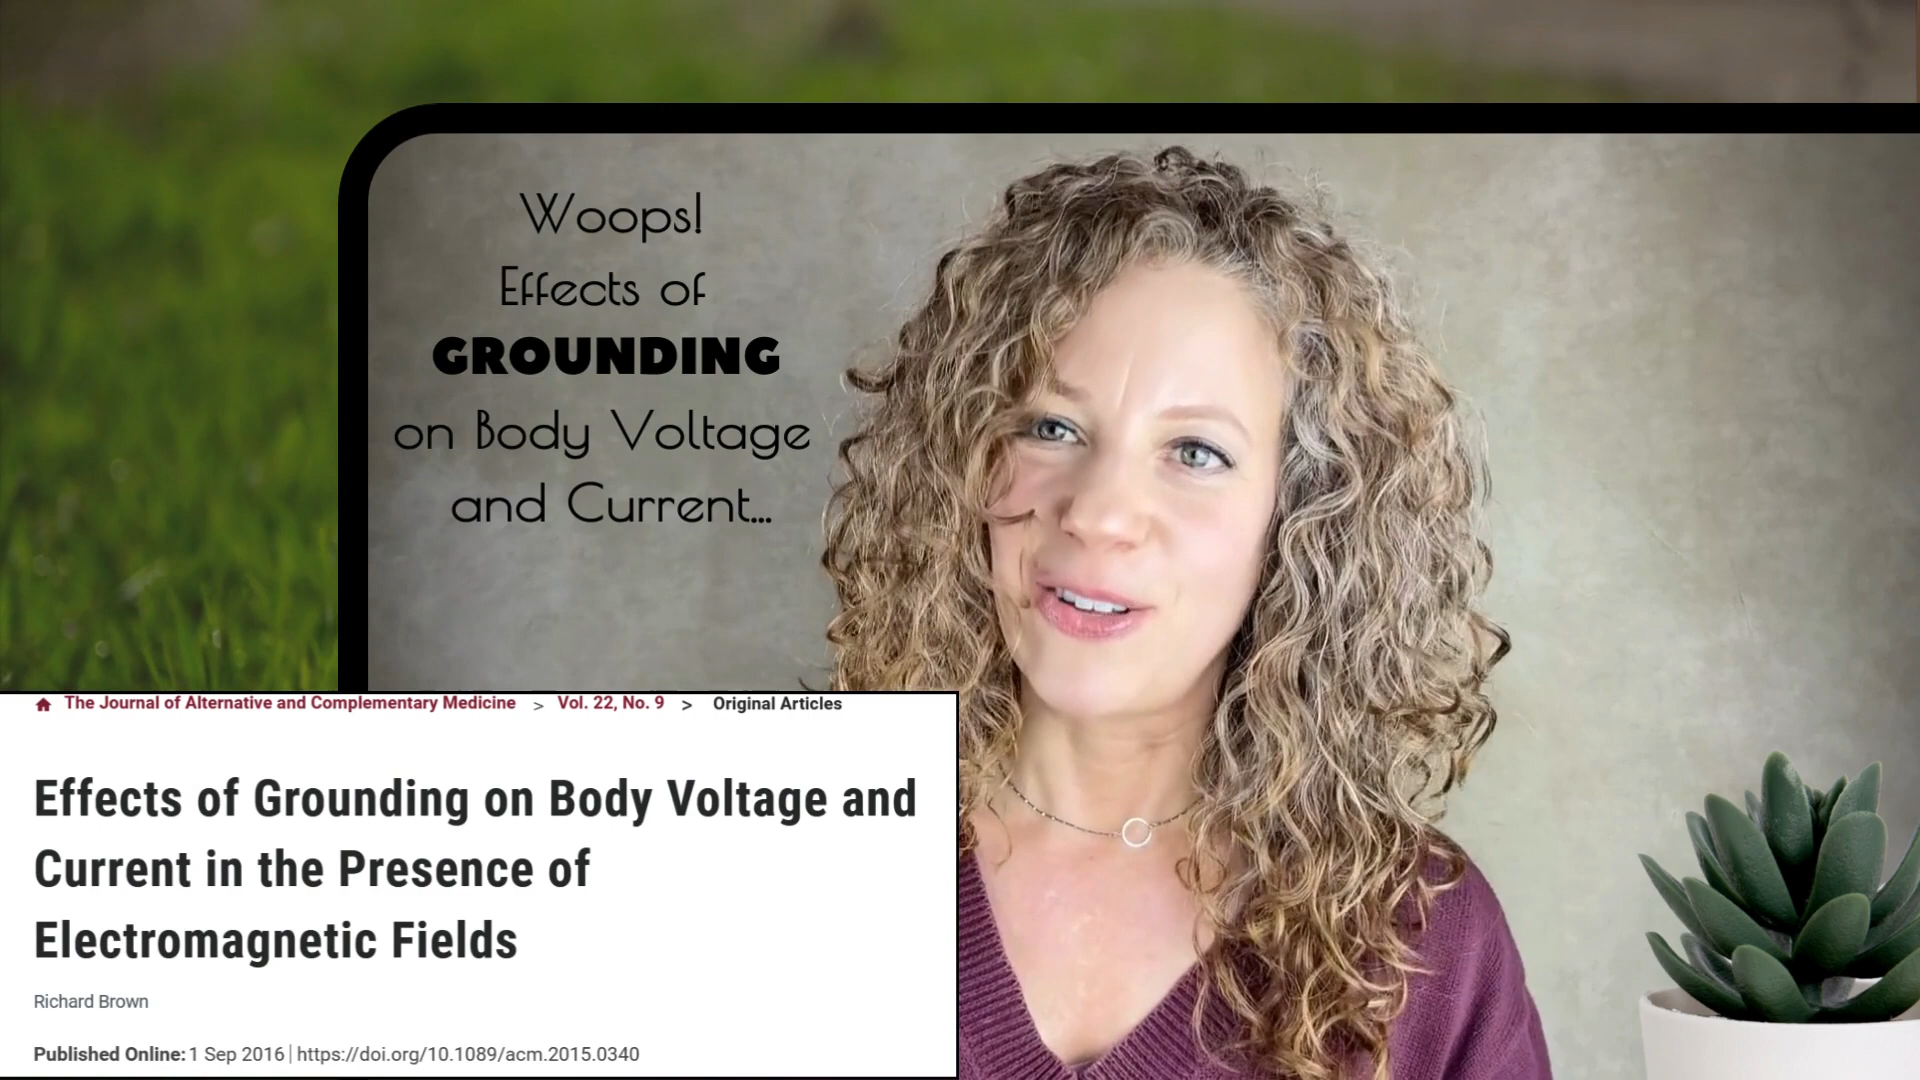 Woops!
Effects of
GROUNDING
on Body Voltage
and Current...
The Journal of Alternative and Complementary Medicine > Vol. 22, No. 9 > Original Articles
Effects of Grounding on Body Voltage and
Current in the Presence of
Electromagnetic Fields
Richard Brown
Published Online: 1 Sep 2016 | https://doi.org/10.1089/acm.2015.0340